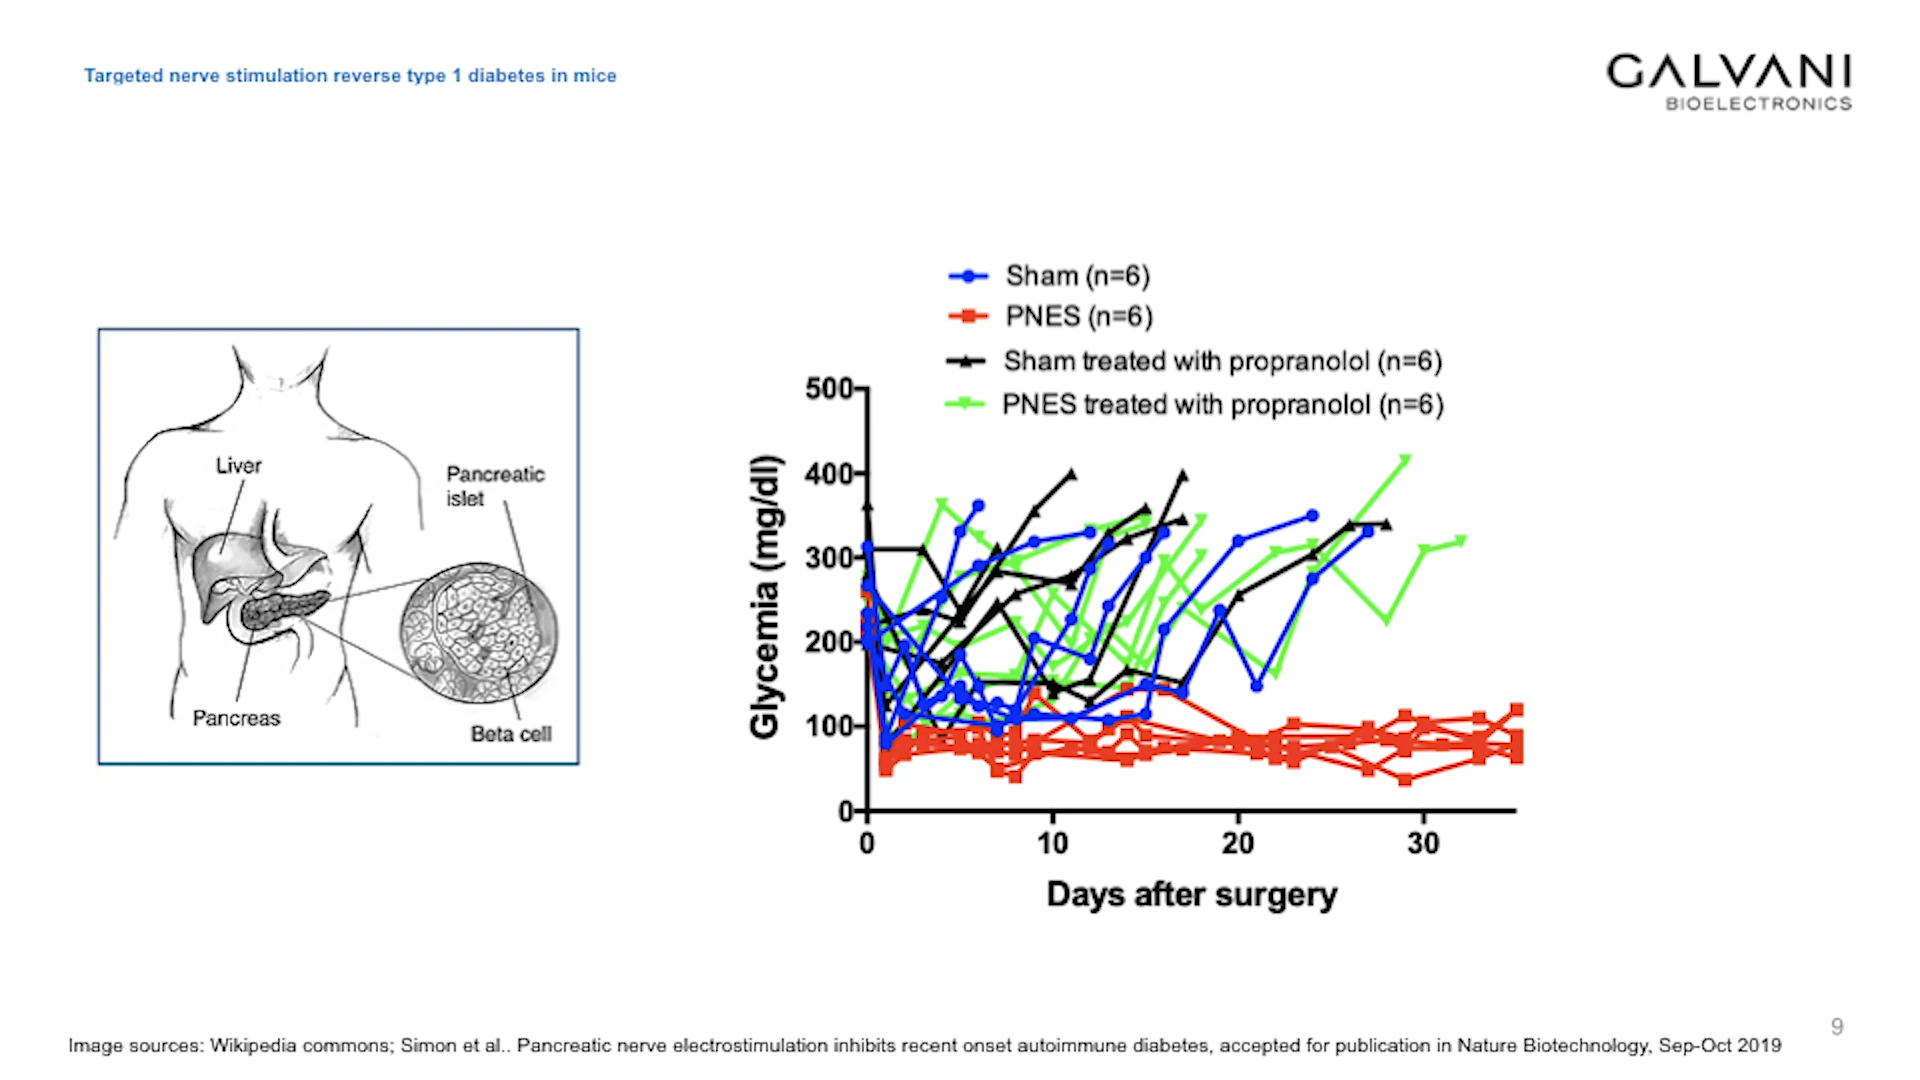 Targeted nerve stimulation reverse type 1 diabetes in mice
GALVANI
BIOELECTRONICS
Liver
Pancreatic
islet
Pancreas
Beta cell
Sham (n=6)
PNES (n=6)
Sham treated with propranolol (n=6)
PNES treated with propranolol (n=6)
Glycemia (mg/dl)
500
400
300
200
100
0
0 10 20 30
Days after surgery
9
Image sources: Wikipedia commons; Simon et al.. Pancreatic nerve electrostimulation inhibits recent onset autoimmune diabetes, accepted for publication in Nature Biotechnology, Sep-Oct 2019